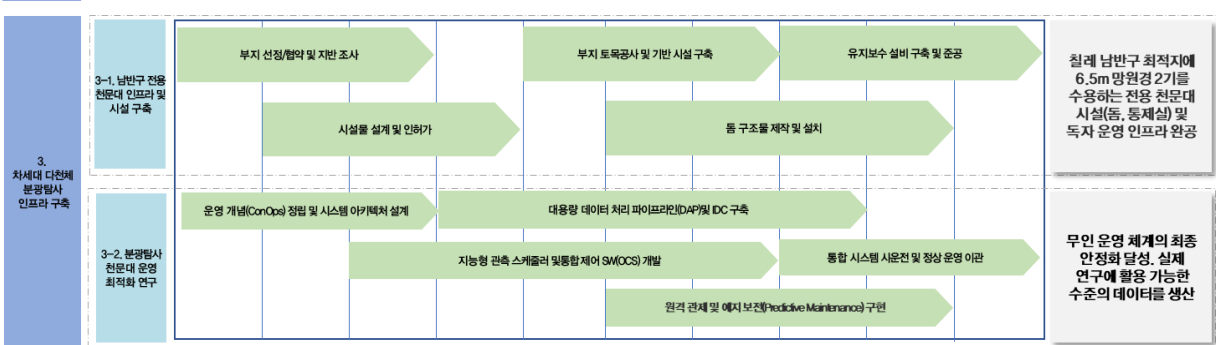 3.
차세대 다천체
분광탐사
인프라 구축
3-1. 남반구 전용
천문대 인프라 및
시설 구축
부지 선정/협약 및 지반 조사
부지 토목공사 및 기반 시설 구축
유지보수 설비 구축 및 준공
시설물 설계 및 인허가
돔 구조물 제작 및 설치
칠레 남반구 최적지에
6.5m 망원경 2기를
수용하는 전용 천문대
시설(돔, 통제실) 및
독자 운영 인프라 완공
3-2. 분광탐사
천문대 운영
최적화 연구
운영 개념(ConOps) 정립 및 시스템 아키텍처 설계
대용량 데이터 처리 파이프라인(DAP)및 IDC 구축
지능형 관측 스케줄러 및통합 제어 SW(OCS) 개발
통합 시스템 시운전 및 정상 운영 이관
원격 관제 및 예지 보전(Predictive Maintenance) 구현
무인 운영 체계의 최종
안정화 달성. 실제
연구에 활용 가능한
수준의 데이터를 생산